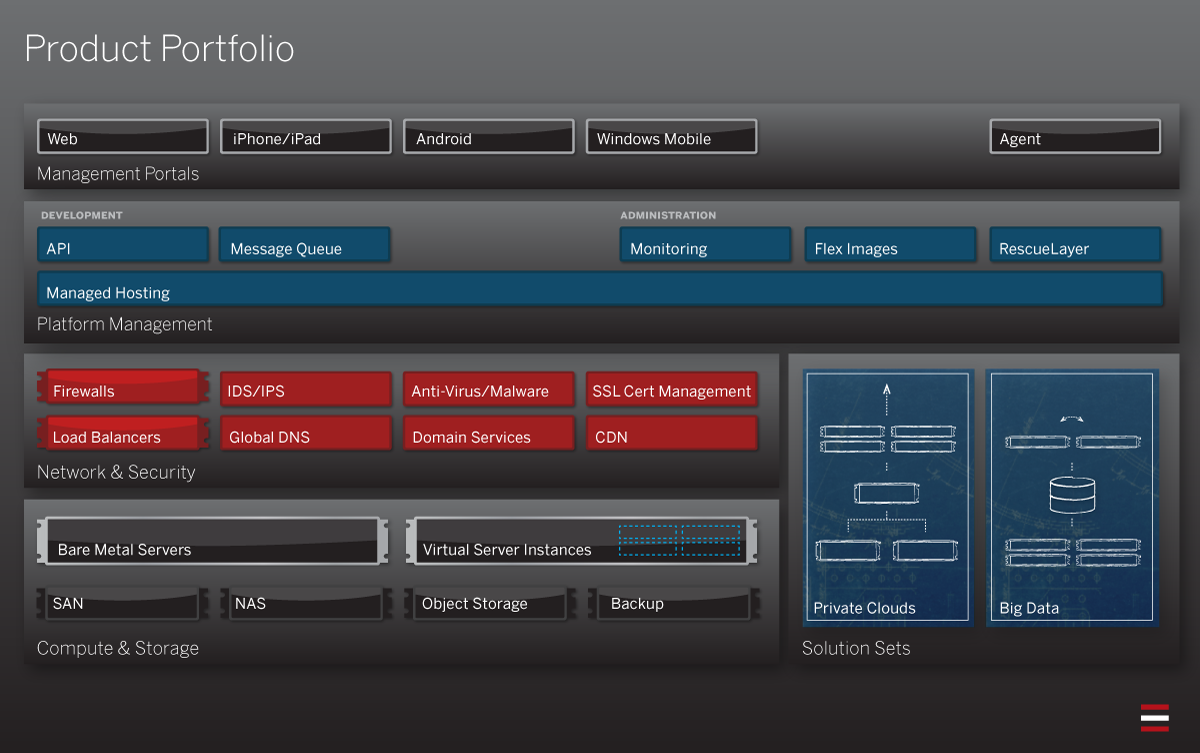 Product Portfolio
Web
iPhone/iPad
Android
Windows Mobile
Agent
Management Portals
DEVELOPMENT
ADMINISTRATION
API
Message Queue
Monitoring
Flex Images
RescueLayer
Managed Hosting
Platform Management
Firewalls
IDS/IPS
Anti-Virus/Malware
SSL Cert Management
Load Balancers
Global DNS
Domain Services
CDN
Network & Security
Bare Metal Servers
Virtual Server Instances
SAN
NAS
Object Storage
Backup
Compute & Storage
Private Clouds
Big Data
Solution Sets